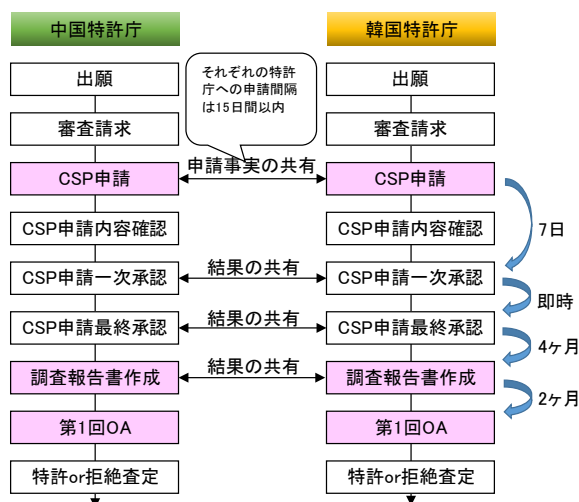 中国特許庁
韓国特許庁
それぞれの特許
庁への申請間隔
は15日間以内
出願
出願
審査請求
審査請求
申請事実の共有
CSP申請
CSP申請
CSP申請内容確認
CSP申請内容確認
7日
結果の共有
CSP申請一次承認
CSP申請一次承認
即時
結果の共有
CSP申請最終承認
CSP申請最終承認
4ヶ月
結果の共有
調査報告書作成
調査報告書作成
2ヶ月
第1回OA
第1回OA
特許or拒絶査定
特許or拒絶査定